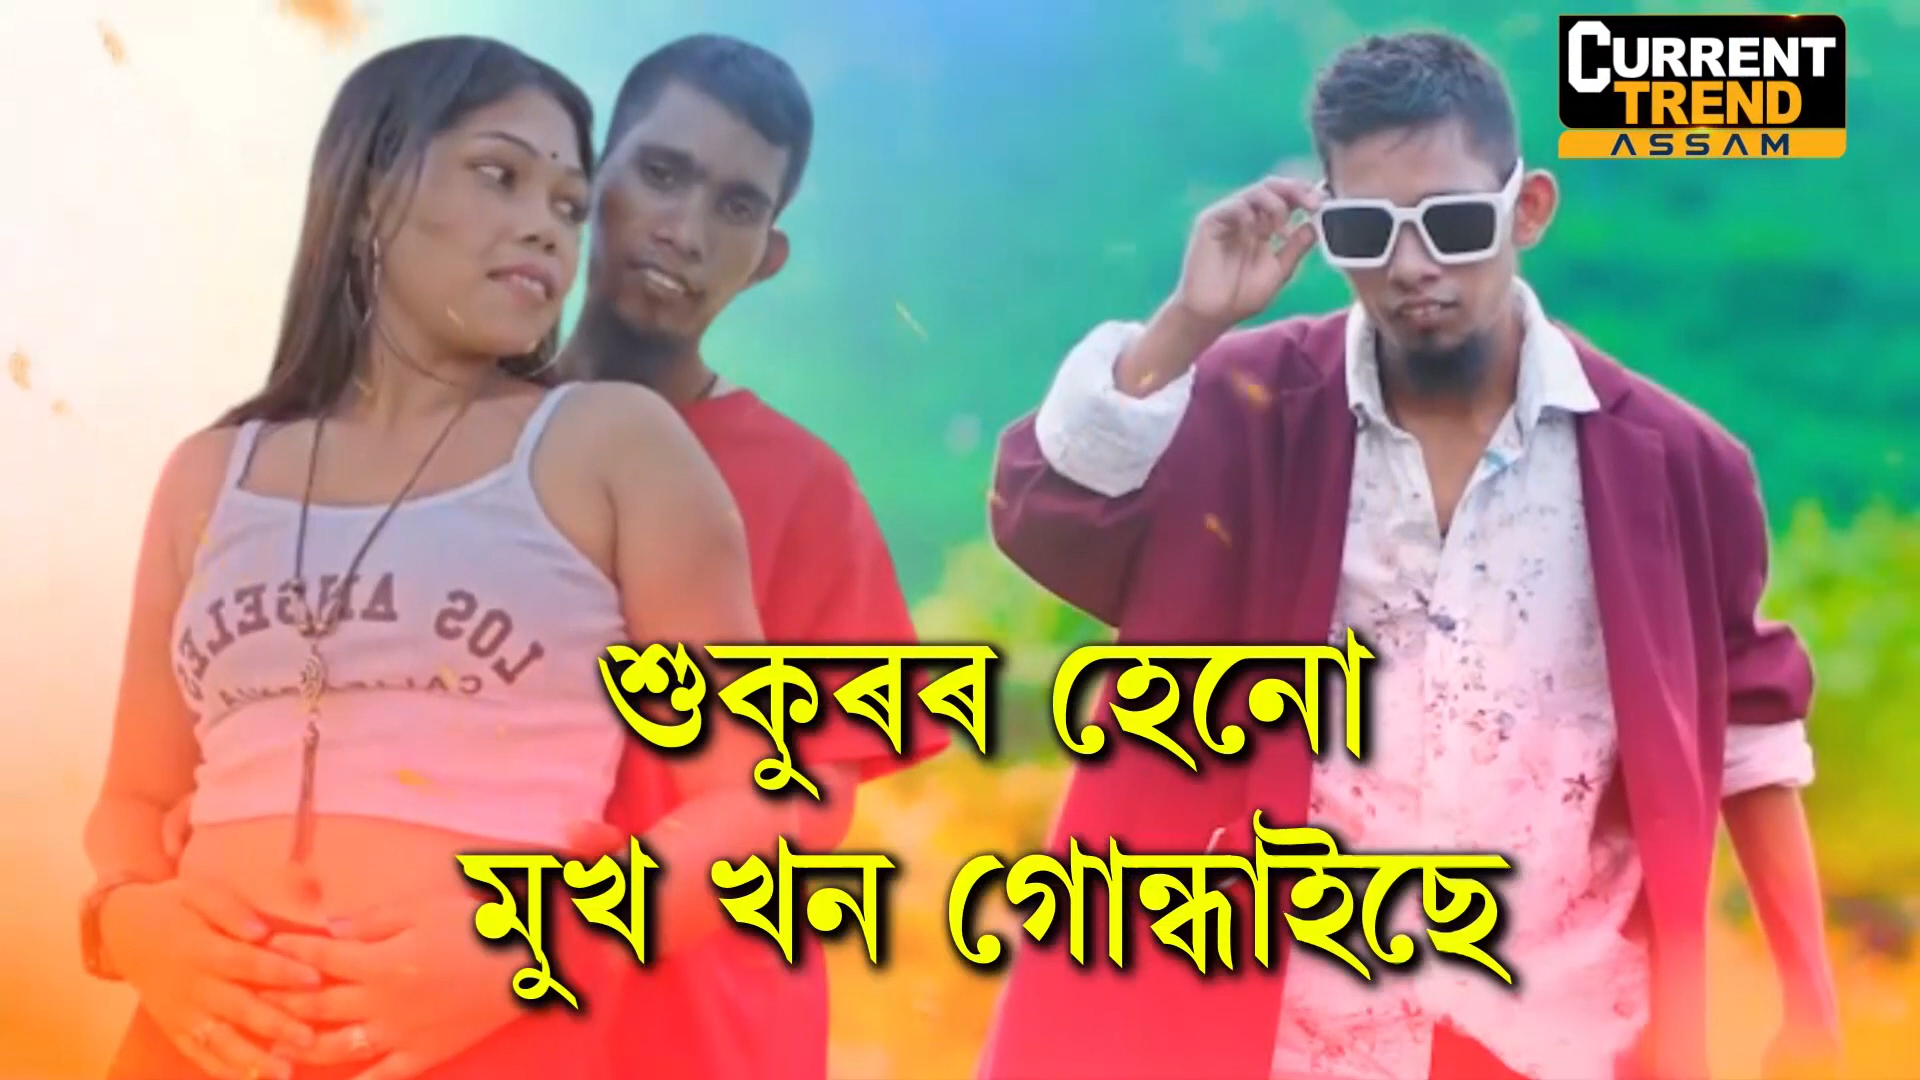 CURRENT
TREND
ASSAM
LOS ANGELES
শুকুৰৰ হেনো
মুখ খন গোন্ধাইছে